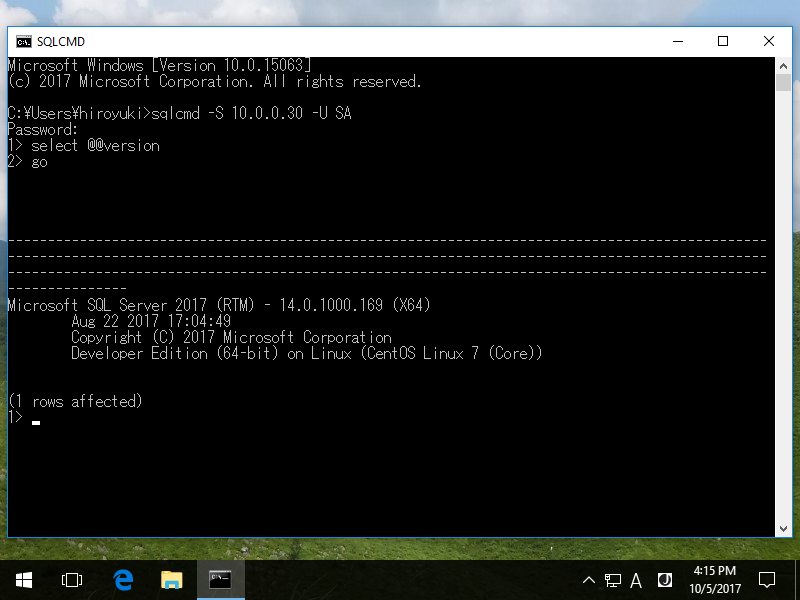 SQLCMD
Microsoft Windows [Version 10.0.15063]
(c) 2017 Microsoft Corporation. All rights reserved.
C:¥Users¥hiroyuki>sqlcmd -S 10.0.0.30 -U SA
Password:
1> select @@version
2> go
-----------------------------------------------------------------------------------------------
-----------------------------------------------------------------------------------------------
-----------------------------------------------------------------------------------------------
---------------
Microsoft SQL Server 2017 (RTM) - 14.0.1000.169 (X64)
Aug 22 2017 17:04:49
Copyright (C) 2017 Microsoft Corporation
Developer Edition (64-bit) on Linux (CentOS Linux 7 (Core))
(1 rows affected)
1>
A
4:15 PM
10/5/2017